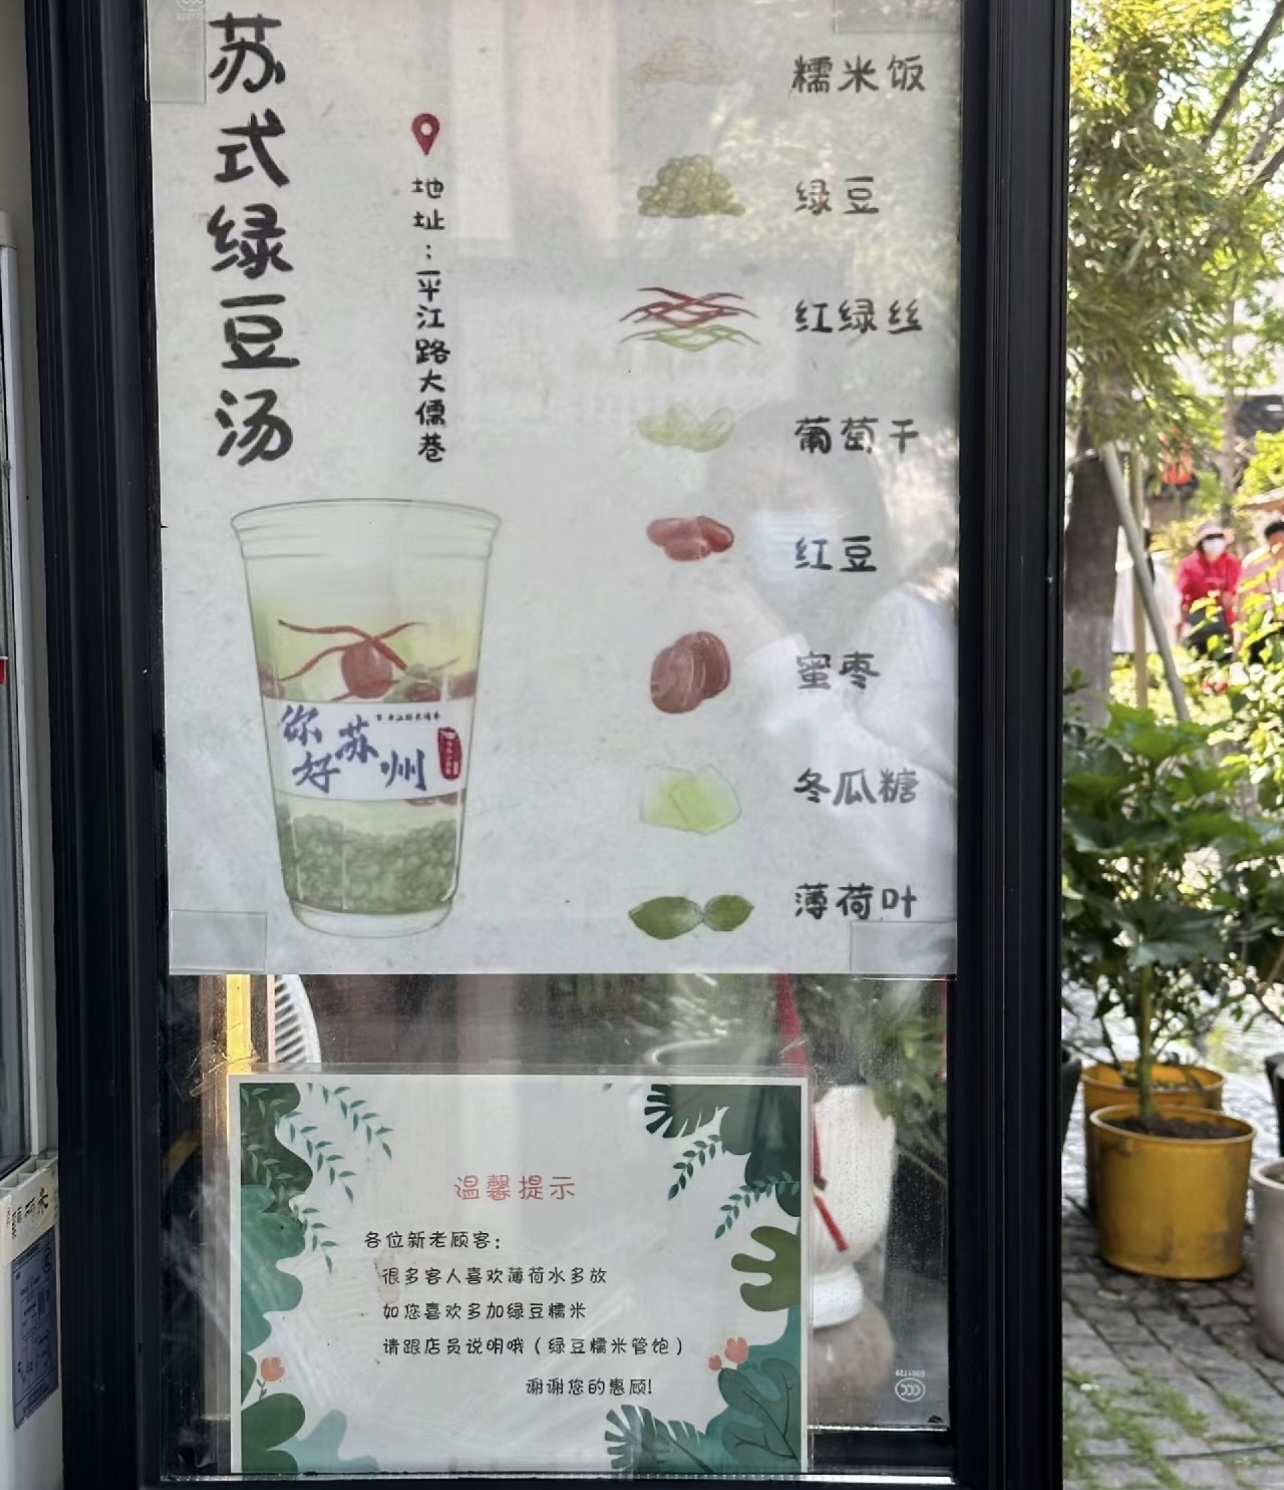 苏式绿豆汤
地址：平江路大儒巷
糯米饭
绿豆
红绿丝
葡萄干
红豆
蜜枣
冬瓜糖
薄荷叶
你好苏州
温馨提示
各位新老顾客：
很多客人喜欢薄荷水多放
如您喜欢多加绿豆糯米
请跟店员说明哦（绿豆糯米管饱）
谢谢您的惠顾！